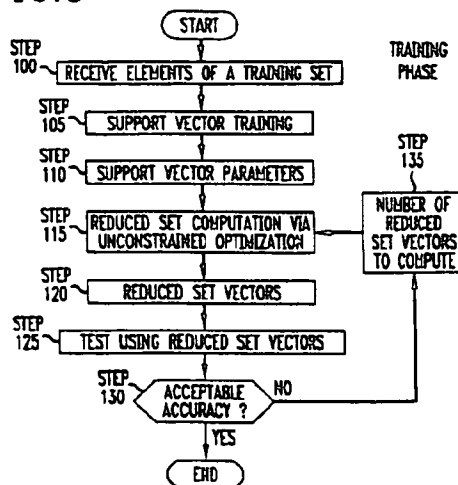 START
STEP 100
RECEIVE ELEMENTS OF A TRAINING SET
TRAINING
PHASE
STEP 105
SUPPORT VECTOR TRAINING
STEP 110
SUPPORT VECTOR PARAMETERS
STEP 135
NUMBER OF
REDUCED
SET VECTORS
TO COMPUTE
STEP 115
REDUCED SET COMPUTATION VIA
UNCONSTRAINED OPTIMIZATION
STEP 120
REDUCED SET VECTORS
STEP 125
TEST USING REDUCED SET VECTORS
STEP 130
ACCEPTABLE
ACCURACY ?
NO
YES
END